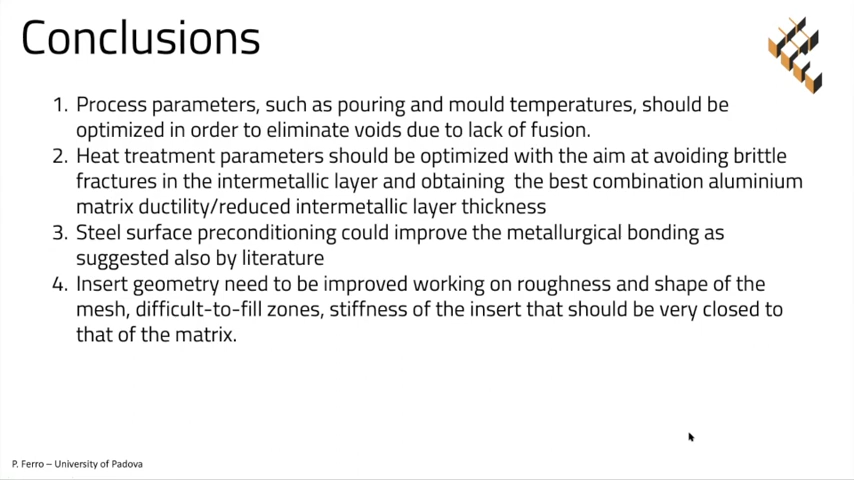 Conclusions
1. Process parameters, such as pouring and mould temperatures, should be
optimized in order to eliminate voids due to lack of fusion.
2. Heat treatment parameters should be optimized with the aim at avoiding brittle
fractures in the intermetallic layer and obtaining  the best combination aluminium
matrix ductility/reduced intermetallic layer thickness
3. Steel surface preconditioning could improve the metallurgical bonding as
suggested also by literature
4. Insert geometry need to be improved working on roughness and shape of the
mesh, difficult-to-fill zones, stiffness of the insert that should be very closed to
that of the matrix.
P. Ferro – University of Padova